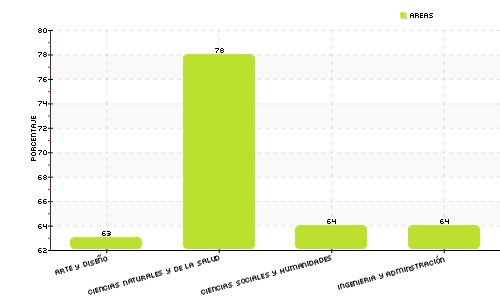 AREAS
PORCENTAJE
80
78
76
74
72
70
68
66
64
62
63
78
64
64
ARTE Y DISEÑO
CIENCIAS NATURALES Y DE LA SALUD
CIENCIAS SOCIALES Y HUMANIDADES
INGENIERIA Y ADMINSTRACIÓN